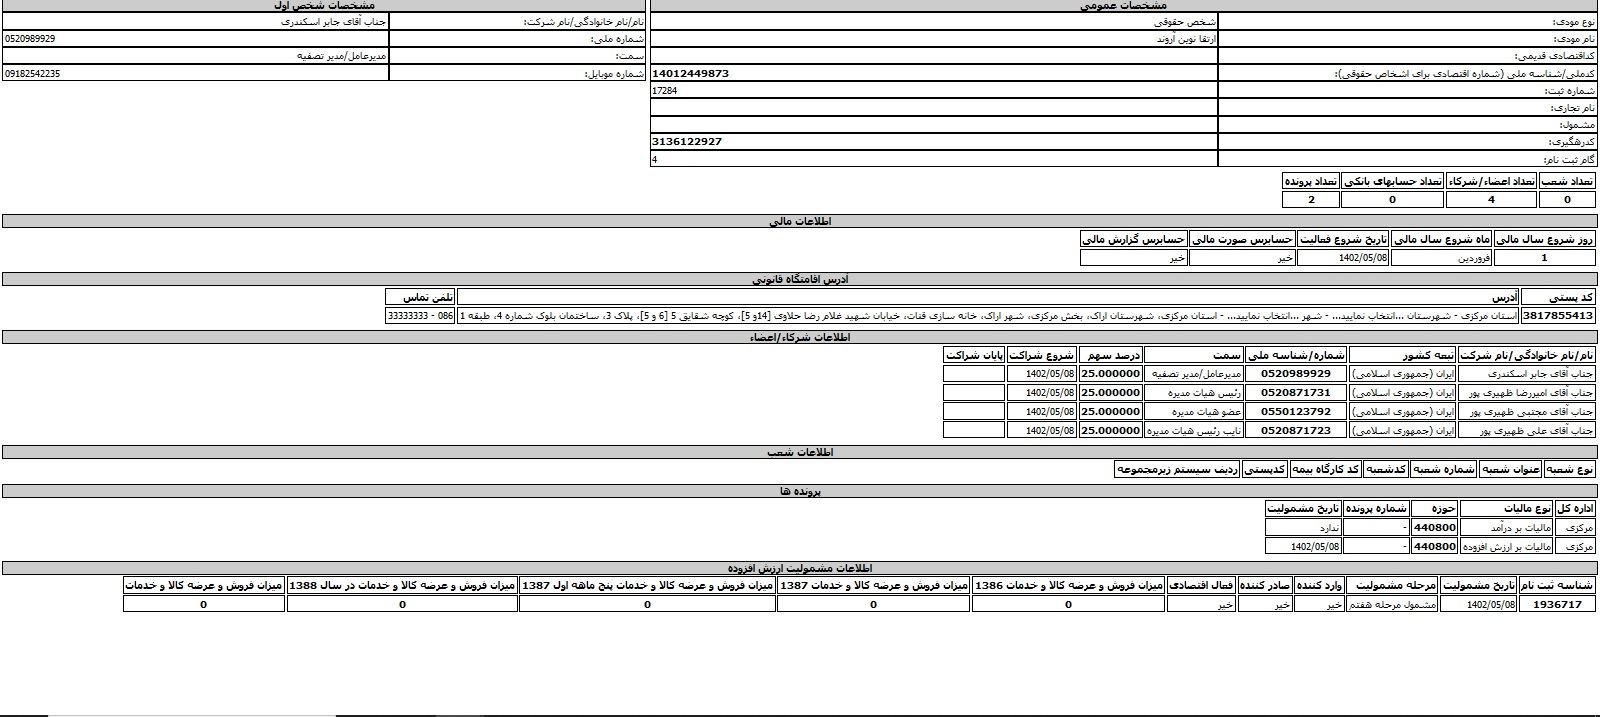 مشخصات عمومی
نوع مودی: شخص حقوقی
نام مودی: ارتقا نوین آروند
کداقتصادی قدیمی:
کدملی/شناسه ملی (شماره اقتصادی برای اشخاص حقوقی): 14012449873
شماره ثبت: 17284
نام تجاری:
مشمول:
کدرهگیری: 3136122927
گام ثبت نام: 4
مشخصات شخص اول
نام/نام خانوادگی/نام شرکت: جناب آقای جابر اسکندری
شماره ملی: 0520989929
سمت: مدیرعامل/مدیر تصفیه
شماره موبایل: 09182542235
تعداد شعب تعداد اعضاء/شرکاء تعداد حسابهای بانکی تعداد پرونده
0 4 0 2
اطلاعات مالی
روز شروع سال مالی ماه شروع سال مالی تاریخ شروع فعالیت حسابرس صورت مالی حسابرس گزارش مالی
1 فروردین 1402/05/08 خیر خیر
آدرس اقامتگاه قانونی
کد پستی آدرس تلفن تماس
3817855413 استان مرکزی - شهرستان ...انتخاب نمایید... - شهر ...انتخاب نمایید... - استان مرکزی، شهرستان اراک، بخش مرکزی، شهر اراک، خانه سازی قنات، خیابان شهید غلام رضا حلاوی [14و 5]، کوچه شقایق 5 [6 و 5]، پلاک 3، ساختمان بلوک شماره 4، طبقه 1 33333333 - 086
اطلاعات شرکاء/اعضاء
نام/نام خانوادگی/نام شرکت تبعه کشور شماره/شناسه ملی سمت درصد سهم شروع شراکت پایان شراکت
جناب آقای جابر اسکندری ایران (جمهوری اسلامی) 0520989929 مدیرعامل/مدیر تصفیه 25.000000 1402/05/08
جناب آقای امیررضا ظهیری پور ایران (جمهوری اسلامی) 0520871731 رئیس هیات مدیره 25.000000 1402/05/08
جناب آقای مجتبی ظهیری پور ایران (جمهوری اسلامی) 0550123792 عضو هیات مدیره 25.000000 1402/05/08
جناب آقای علی ظهیری پور ایران (جمهوری اسلامی) 0520871723 نایب رئیس هیات مدیره 25.000000 1402/05/08
اطلاعات شعب
نوع شعبه عنوان شعبه شماره شعبه کدشعبه کد کارگاه بیمه کدپستی ردیف سیستم زیرمجموعه
پرونده ها
اداره کل نوع مالیات حوزه شماره پرونده تاریخ مشمولیت
مرکزی مالیات بر درآمد 440800 - ندارد
مرکزی مالیات بر ارزش افزوده 440800 - 1402/05/08
اطلاعات مشمولیت ارزش افزوده
شناسه ثبت نام تاریخ مشمولیت مرحله مشمولیت وارد کننده صادر کننده فعال اقتصادی میزان فروش و عرضه کالا و خدمات 1386 میزان فروش و عرضه کالا و خدمات 1387 میزان فروش و عرضه کالا و خدمات پنج ماهه اول 1387 میزان فروش و عرضه کالا و خدمات در سال 1388 میزان فروش و عرضه کالا و خدمات
1936717 1402/05/08 مشمول مرحله هفتم خیر خیر خیر 0 0 0 0 0